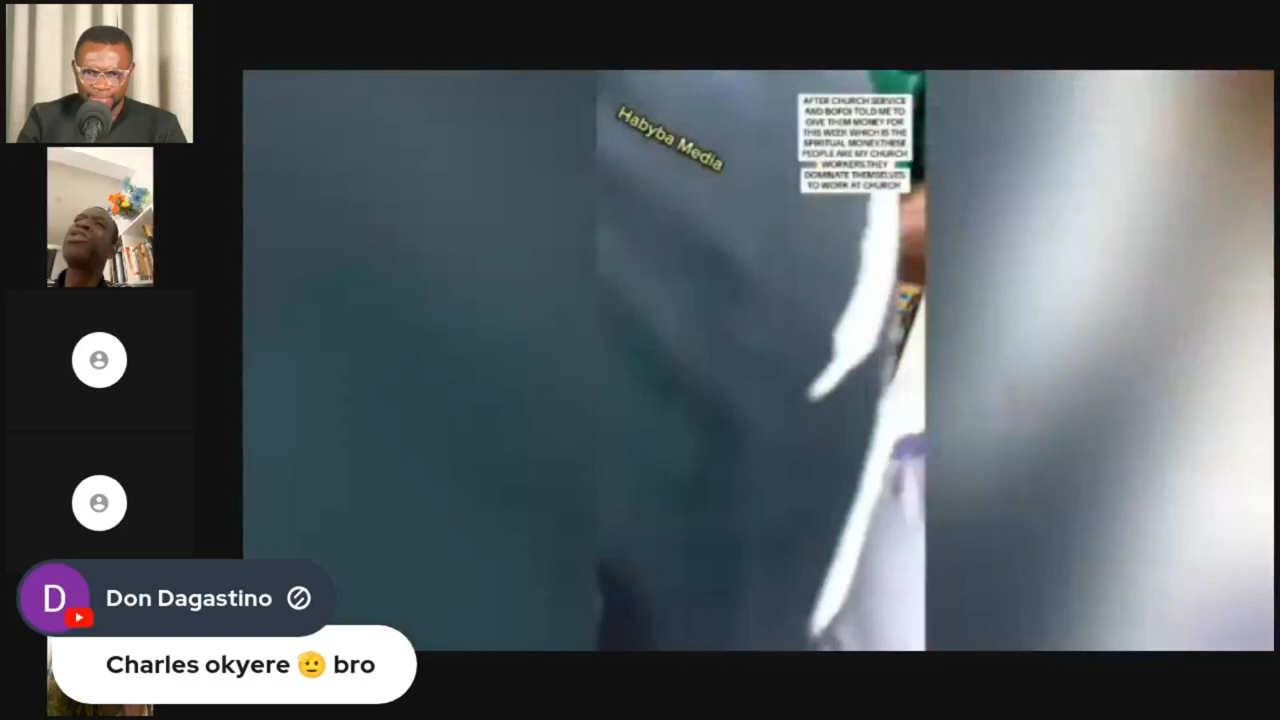 Habyba Media
AFTER CHURCH SERVICE
AND BOFOI TOLD ME TO
GIVE THEM MONEY FOR
THIS WEEK WHICH IS THE
SPIRITUAL MONEY.THESE
PEOPLE ARE MY CHURCH
WORKERS.THEY
DOMINATE THEMSELVES
TO WORK AT CHURCH
D
Don Dagastino
Charles okyere 🫡 bro